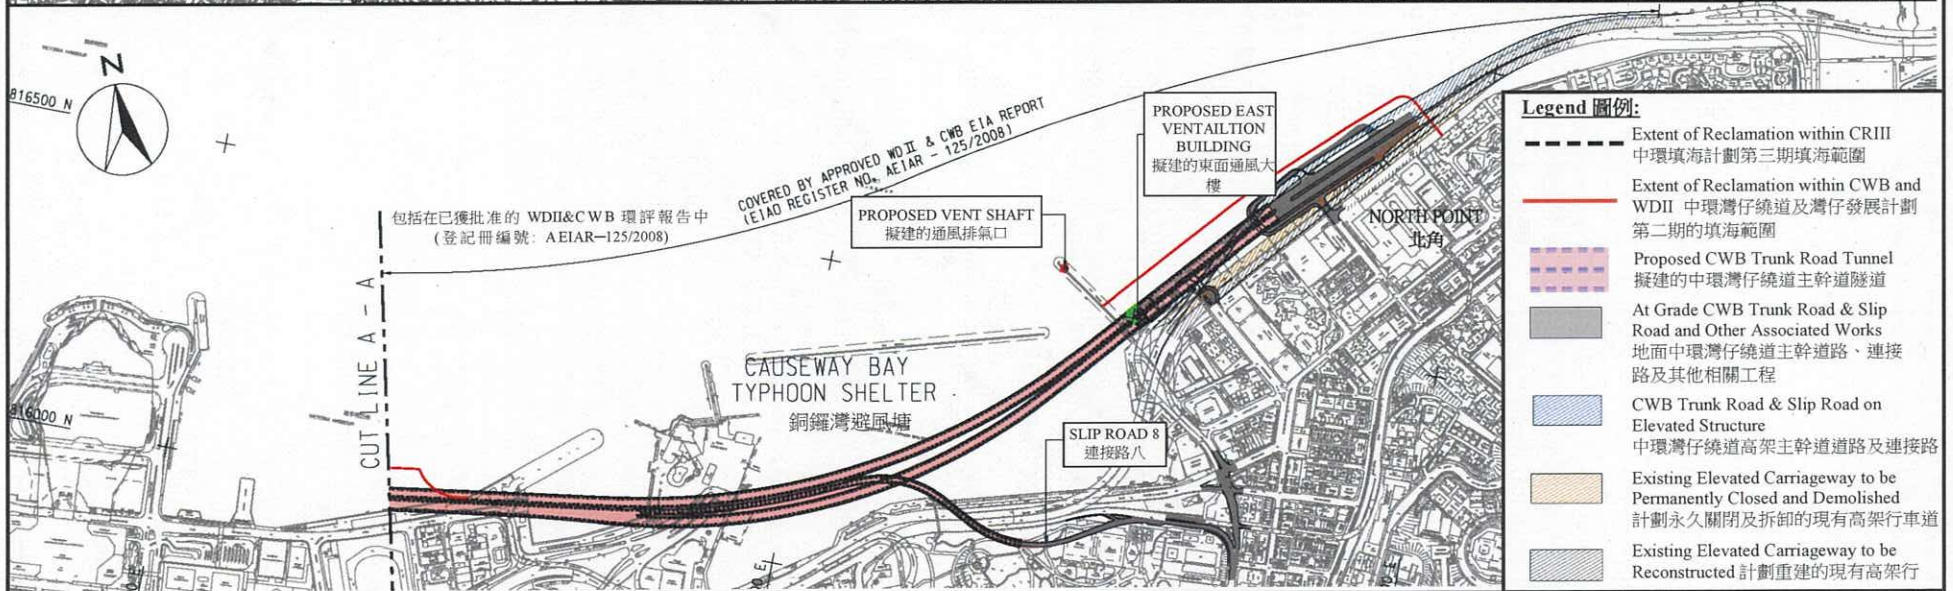 N
816500 N
COVERED BY APPROVED WDII & CWB EIA REPORT
(EIAO REGISTER NO. AEIAR - 125/2008)
包括在已獲批准的 WDII&CWB 環評報告中
(登記冊編號: AEIAR－125/2008)
PROPOSED VENT SHAFT
擬建的通風排氣口
PROPOSED EAST
VENTAILTION
BUILDING
擬建的東面通風大
樓
NORTH POINT
北角
CUT LINE A - A
CAUSEWAY BAY
TYPHOON SHELTER
銅鑼灣避風塘
816000 N
SLIP ROAD 8
連接路八
Legend 圖例:
Extent of Reclamation within CRIII
中環填海計劃第三期填海範圍
Extent of Reclamation within CWB and
WDII 中環灣仔繞道及灣仔發展計劃
第二期的填海範圍
Proposed CWB Trunk Road Tunnel
擬建的中環灣仔繞道主幹道隧道
At Grade CWB Trunk Road & Slip
Road and Other Associated Works
地面中環灣仔繞道主幹道路、連接
路及其他相關工程
CWB Trunk Road & Slip Road on
Elevated Structure
中環灣仔繞道高架主幹道道路及連接路
Existing Elevated Carriageway to be
Permanently Closed and Demolished
計劃永久關閉及拆卸的現有高架行車道
Existing Elevated Carriageway to be
Reconstructed 計劃重建的現有高架行